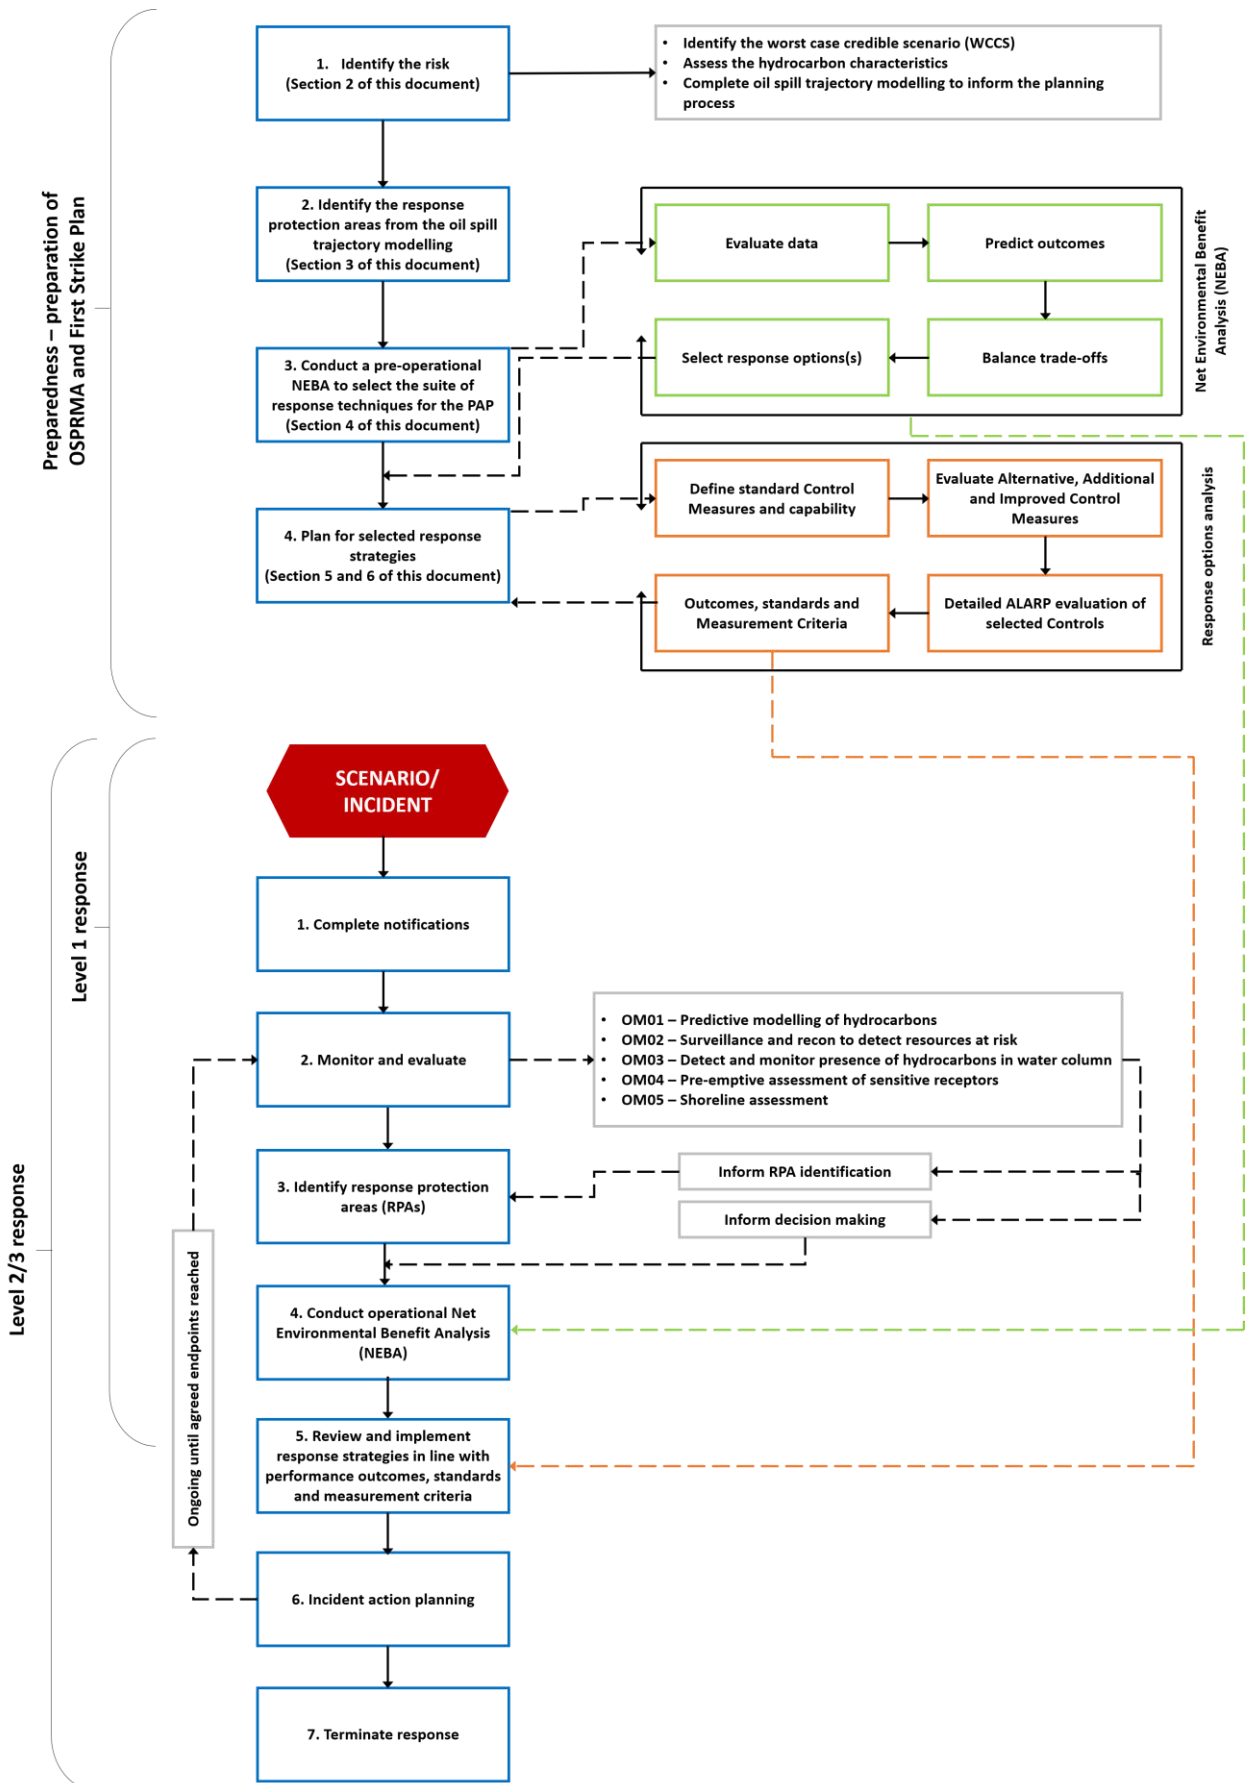 Preparedness – preparation of
OSPRMA and First Strike Plan
1. Identify the risk
(Section 2 of this document)
• Identify the worst case credible scenario (WCCS)
• Assess the hydrocarbon characteristics
• Complete oil spill trajectory modelling to inform the planning
process
2. Identify the response
protection areas from the oil spill
trajectory modelling
(Section 3 of this document)
Evaluate data
Predict outcomes
Select response options(s)
Balance trade-offs
Net Environmental Benefit
Analysis (NEBA)
3. Conduct a pre-operational
NEBA to select the suite of
response techniques for the PAP
(Section 4 of this document)
4. Plan for selected response
strategies
(Section 5 and 6 of this document)
Define standard Control
Measures and capability
Evaluate Alternative, Additional
and Improved Control
Measures
Outcomes, standards and
Measurement Criteria
Detailed ALARP evaluation of
selected Controls
Response options analysis
SCENARIO/
INCIDENT
Level 1 response
Level 2/3 response
1. Complete notifications
2. Monitor and evaluate
• OM01 – Predictive modelling of hydrocarbons
• OM02 – Surveillance and recon to detect resources at risk
• OM03 – Detect and monitor presence of hydrocarbons in water column
• OM04 – Pre-emptive assessment of sensitive receptors
• OM05 – Shoreline assessment
3. Identify response protection
areas (RPAs)
Inform RPA identification
Inform decision making
4. Conduct operational Net
Environmental Benefit Analysis
(NEBA)
Ongoing until agreed endpoints reached
5. Review and implement
response strategies in line with
performance outcomes, standards
and measurement criteria
6. Incident action planning
7. Terminate response